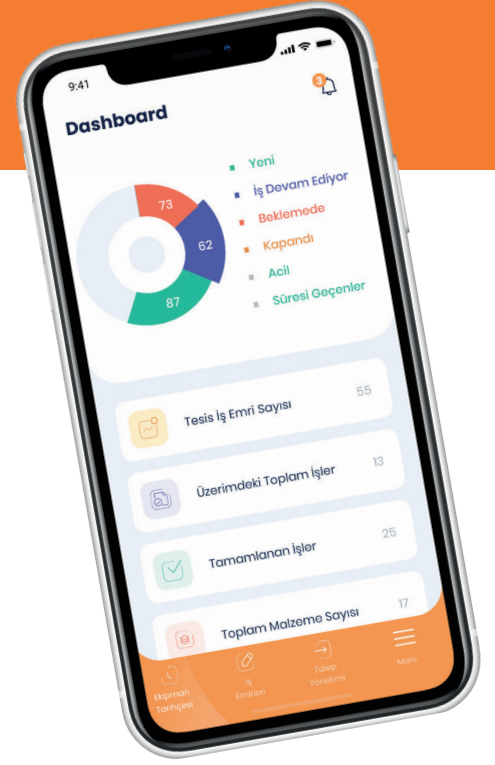 9:41
3
Dashboard
Yeni
İş Devam Ediyor
Beklemede
Kapandı
Acil
Süresi Geçenler
73
62
87
Tesis İş Emri Sayısı 55
Üzerimdeki Toplam İşler 13
Tamamlanan İşler 25
Toplam Malzeme Sayısı 17
Ekipman
Tarihçesi
İş
Emirleri
Talep
Yönetimi
Menü